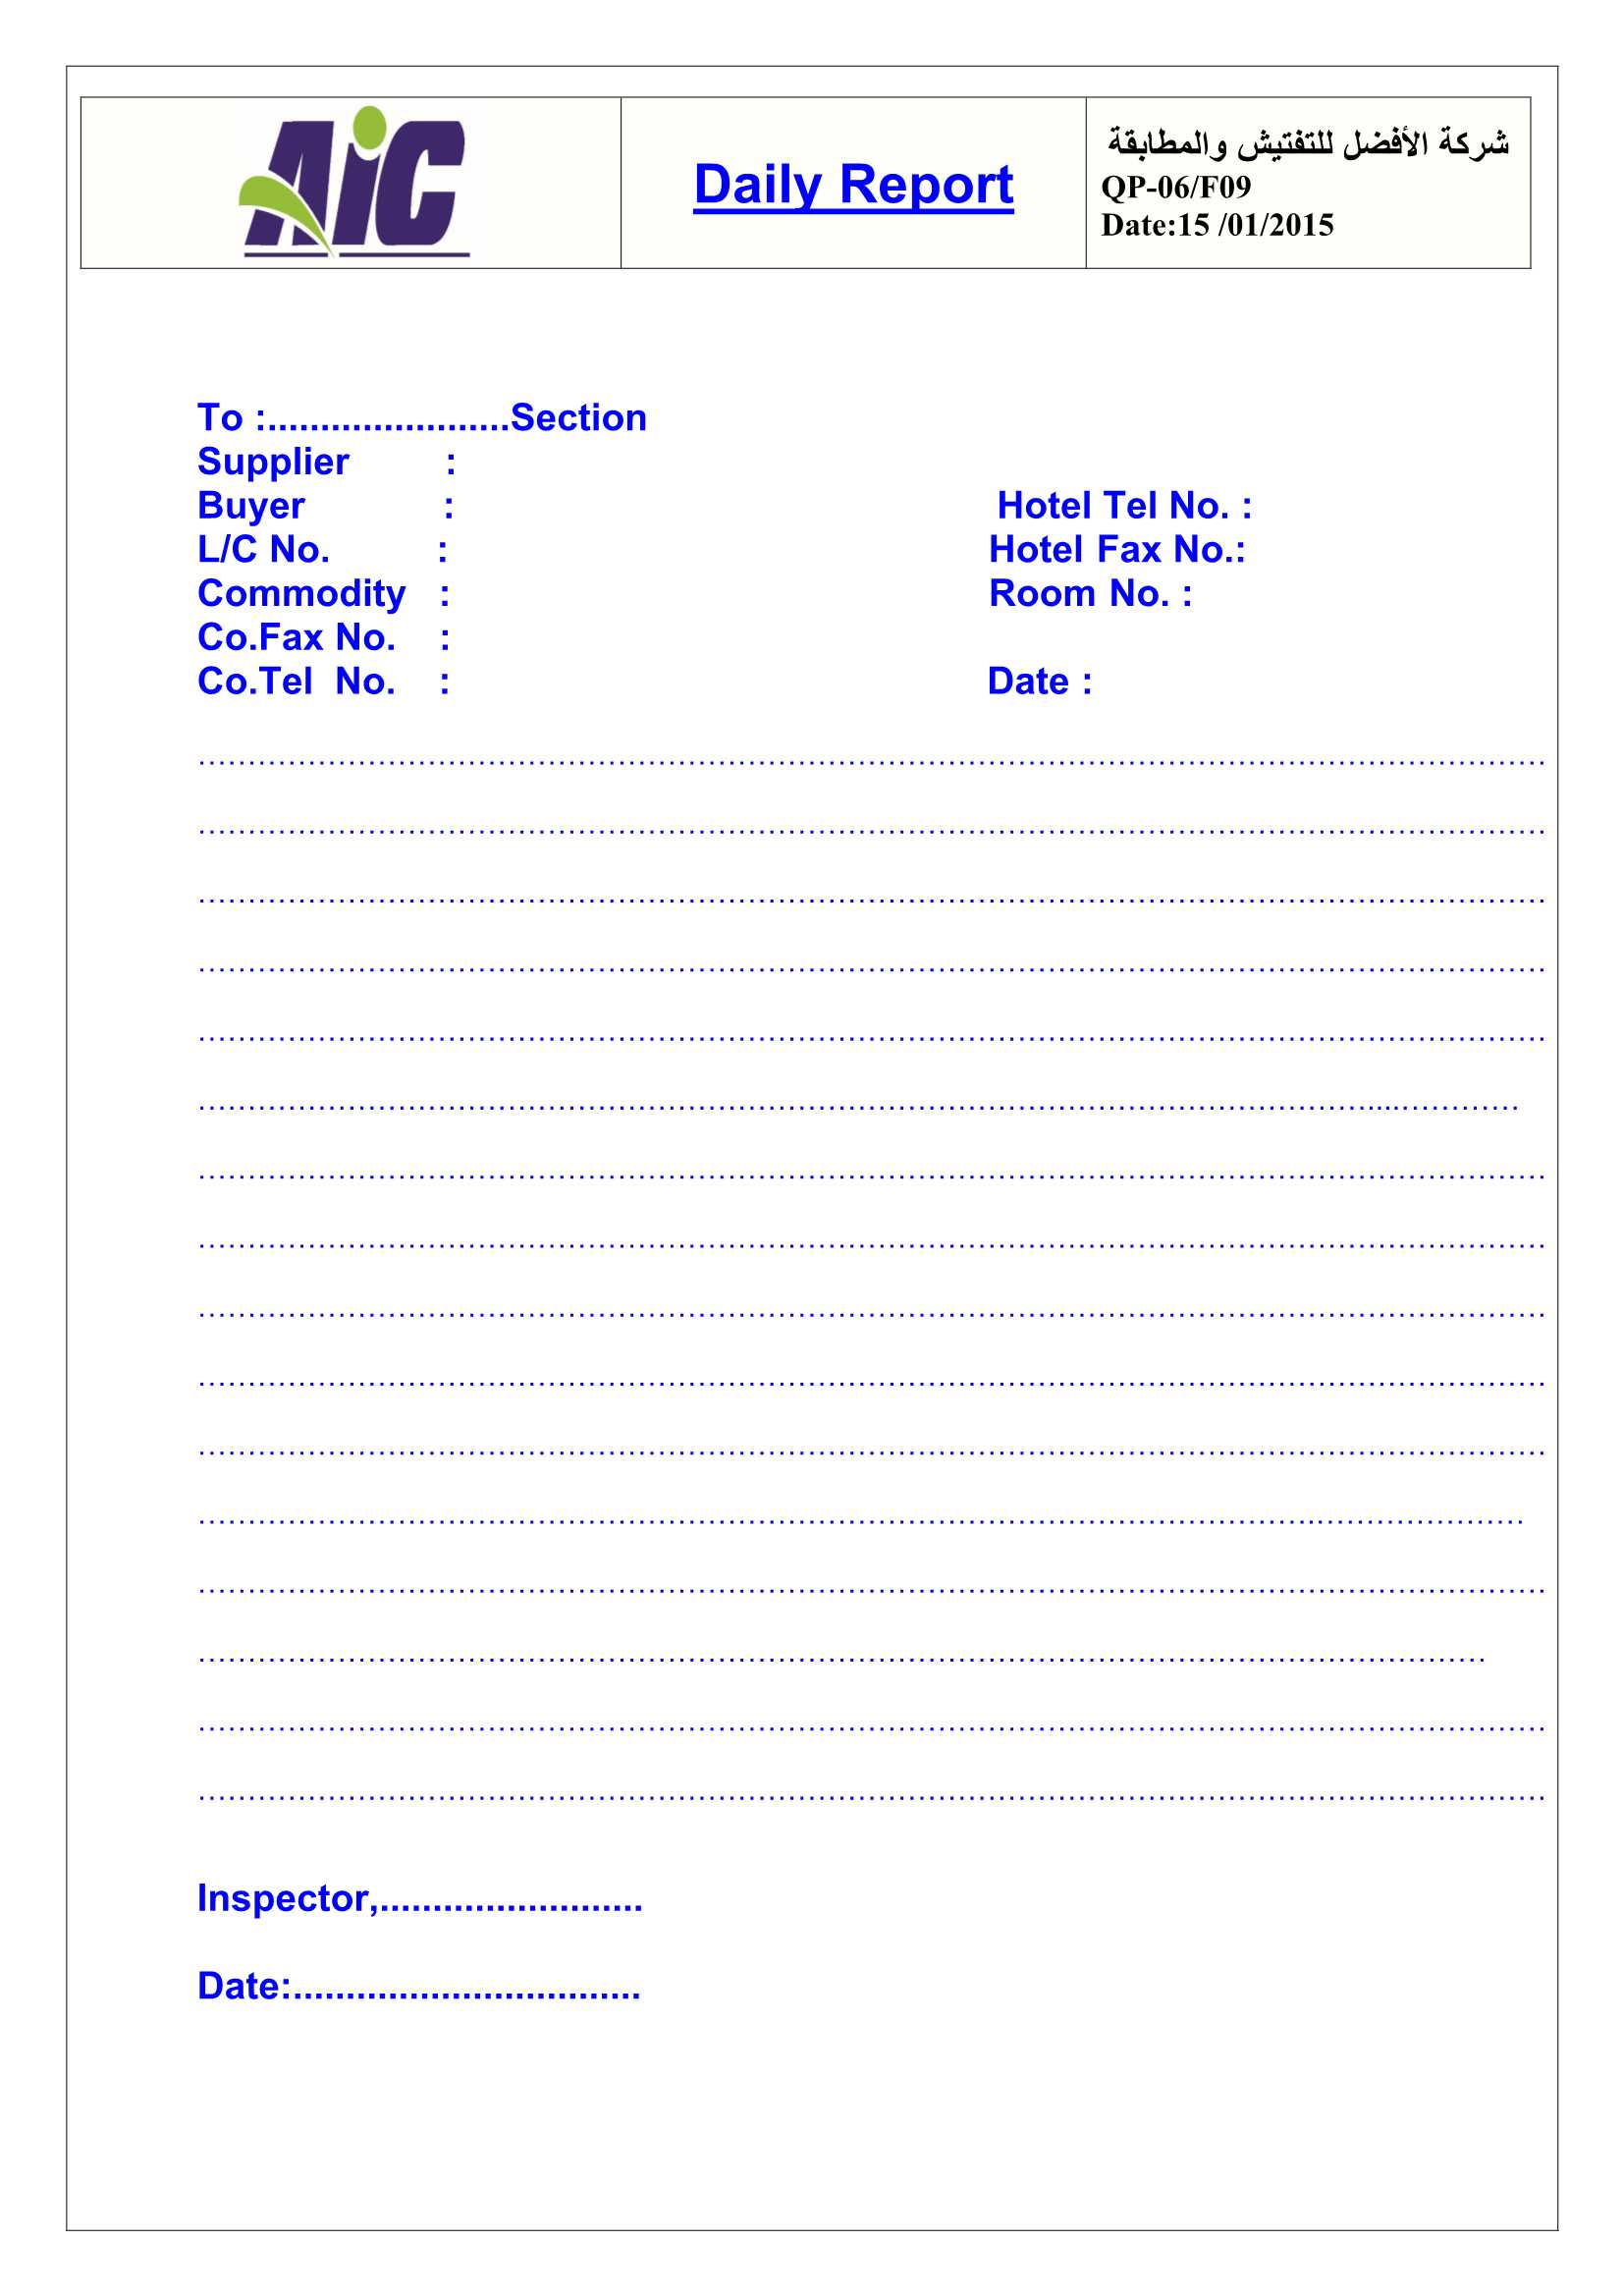 AiC
Daily Report
شركة الأفضل للتفتيش والمطابقة
QP-06/F09
Date:15 /01/2015
To :.......................Section
Supplier :
Buyer : Hotel Tel No. :
L/C No. : Hotel Fax No.:
Commodity : Room No. :
Co.Fax No. :
Co.Tel No. : Date :
Inspector,.........................
Date:.................................